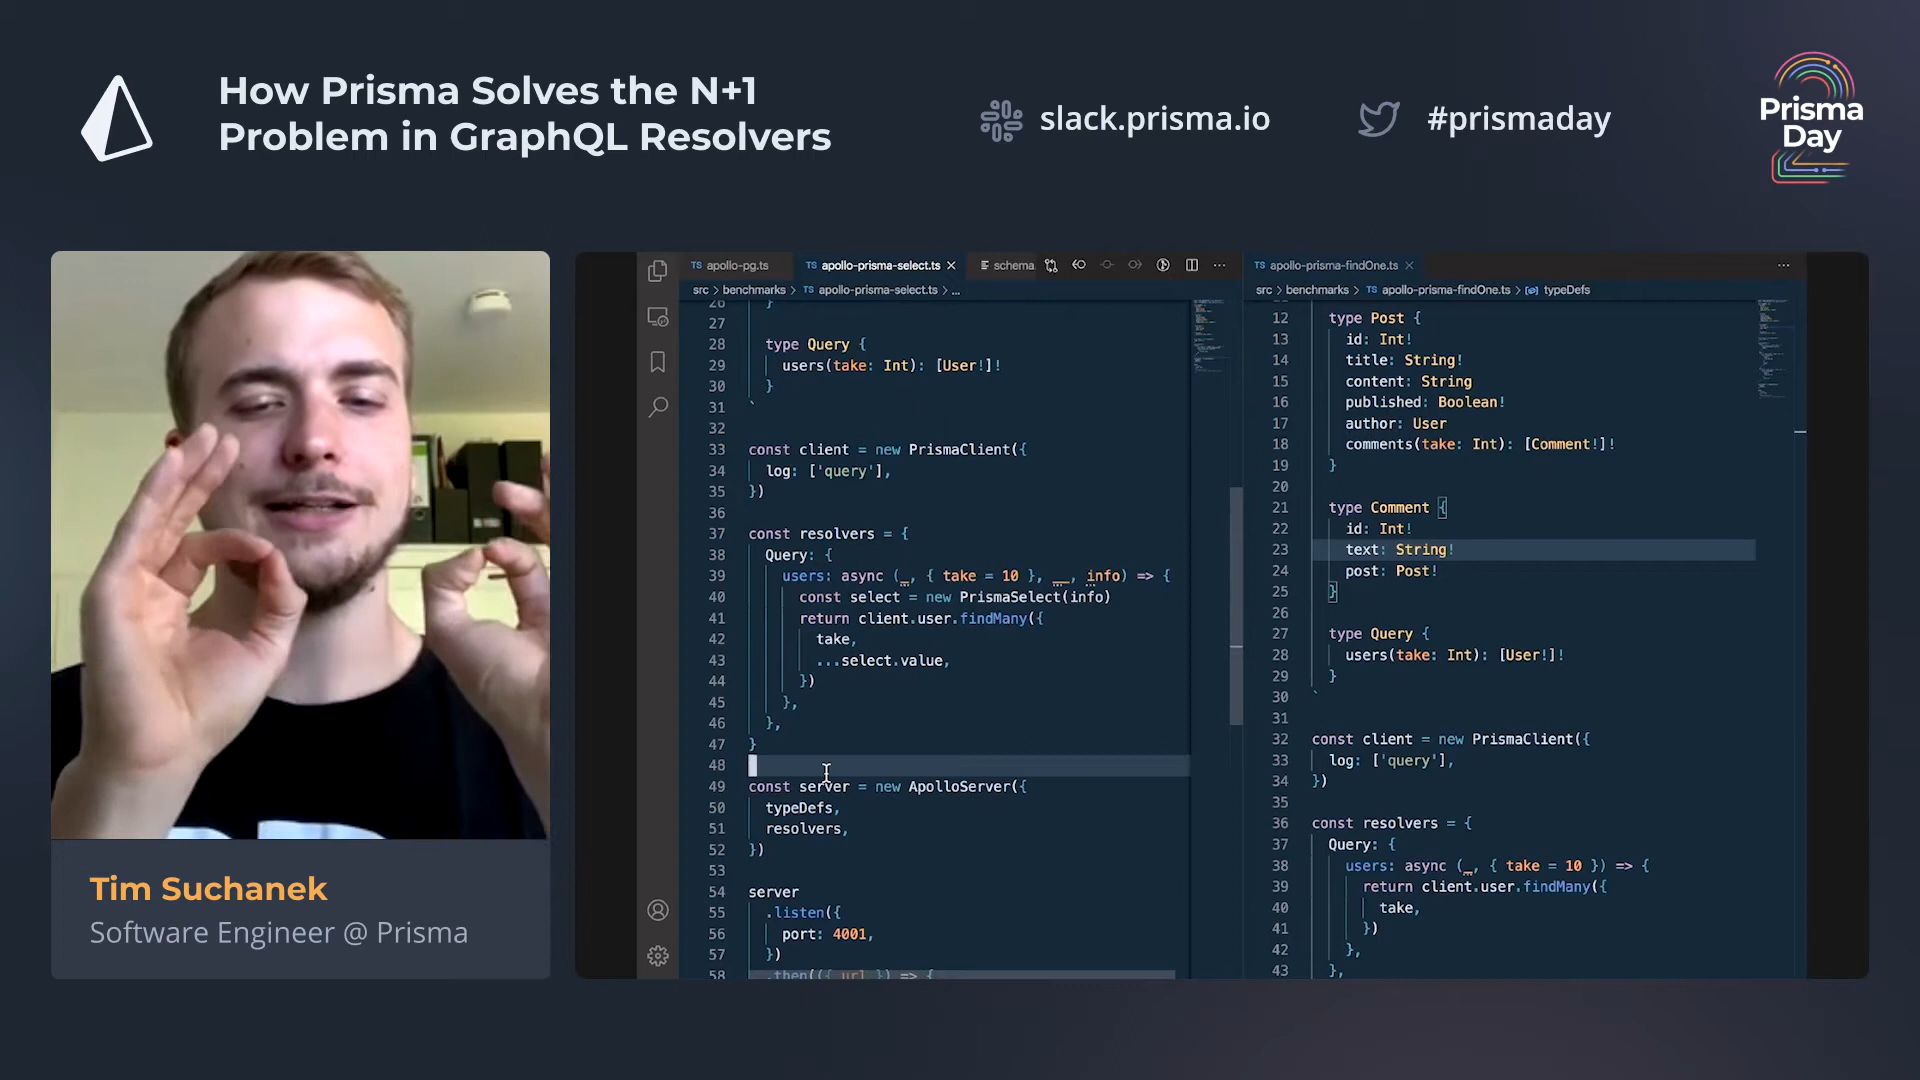 How Prisma Solves the N+1
Problem in GraphQL Resolvers
slack.prisma.io
#prismaday
Prisma
Day
Tim Suchanek
Software Engineer @ Prisma
TS apollo-pg.ts
TS apollo-prisma-select.ts
schema
src > benchmarks > TS apollo-prisma-select.ts > ...
26 }
27
28 type Query {
29 users(take: Int): [User!]!
30 }
31 `
32
33 const client = new PrismaClient({
34 log: ['query'],
35 })
36
37 const resolvers = {
38 Query: {
39 users: async (_, { take = 10 }, __, info) => {
40 const select = new PrismaSelect(info)
41 return client.user.findMany({
42 take,
43 ...select.value,
44 })
45 },
46 },
47 }
48
49 const server = new ApolloServer({
50 typeDefs,
51 resolvers,
52 })
53
54 server
55 .listen({
56 port: 4001,
57 })
58 .then(({ url }) => {
TS apollo-prisma-findOne.ts
src > benchmarks > TS apollo-prisma-findOne.ts > typeDefs
12 type Post {
13 id: Int!
14 title: String!
15 content: String
16 published: Boolean!
17 author: User
18 comments(take: Int): [Comment!]!
19 }
20
21 type Comment {
22 id: Int!
23 text: String!
24 post: Post!
25 }
26
27 type Query {
28 users(take: Int): [User!]!
29 }
30 `
31
32 const client = new PrismaClient({
33 log: ['query'],
34 })
35
36 const resolvers = {
37 Query: {
38 users: async (_, { take = 10 }) => {
39 return client.user.findMany({
40 take,
41 })
42 },
43 },